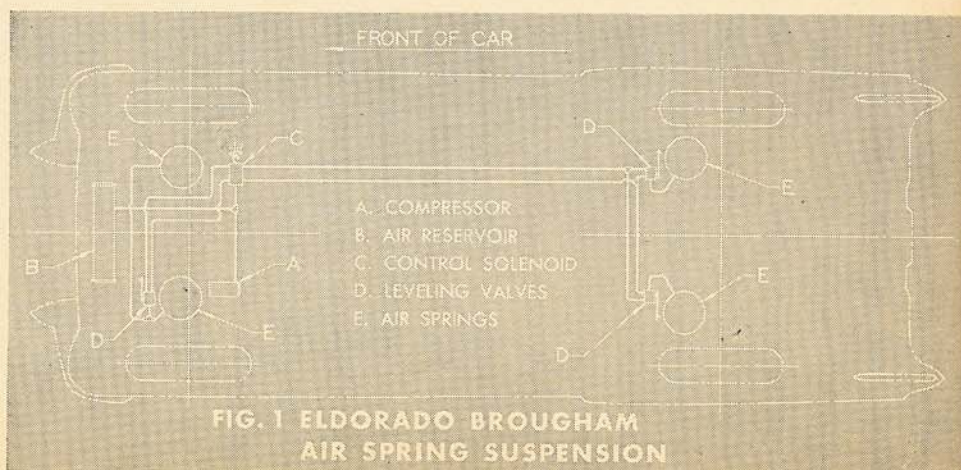 FRONT OF CAR
E
C
D
E
A. COMPRESSOR
B. AIR RESERVOIR
C. CONTROL SOLENOID
D. LEVELING VALVES
E. AIR SPRINGS
B
A
E
D
E
D
FIG. 1 ELDORADO BROUGHAM
AIR SPRING SUSPENSION